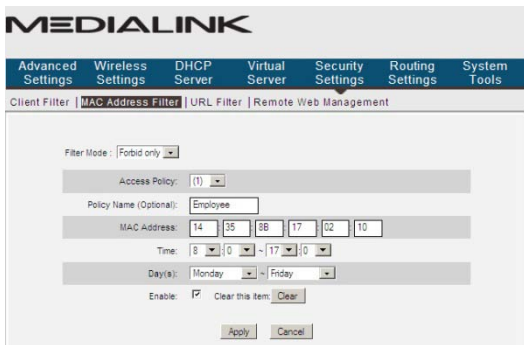 MEDIALINK
Advanced Settings Wireless Settings DHCP Server Virtual Server Security Settings Routing Settings System Tools
Client Filter | MAC Address Filter | URL Filter | Remote Web Management
Filter Mode : Forbid only
Access Policy: (1)
Policy Name (Optional): Employee
MAC Address: 14 : 35 : 8B : 17 : 02 : 10
Time: 8 : 0 ~ 17 : 0
Day(s): Monday ~ Friday
Enable: Clear this item: Clear
Apply Cancel